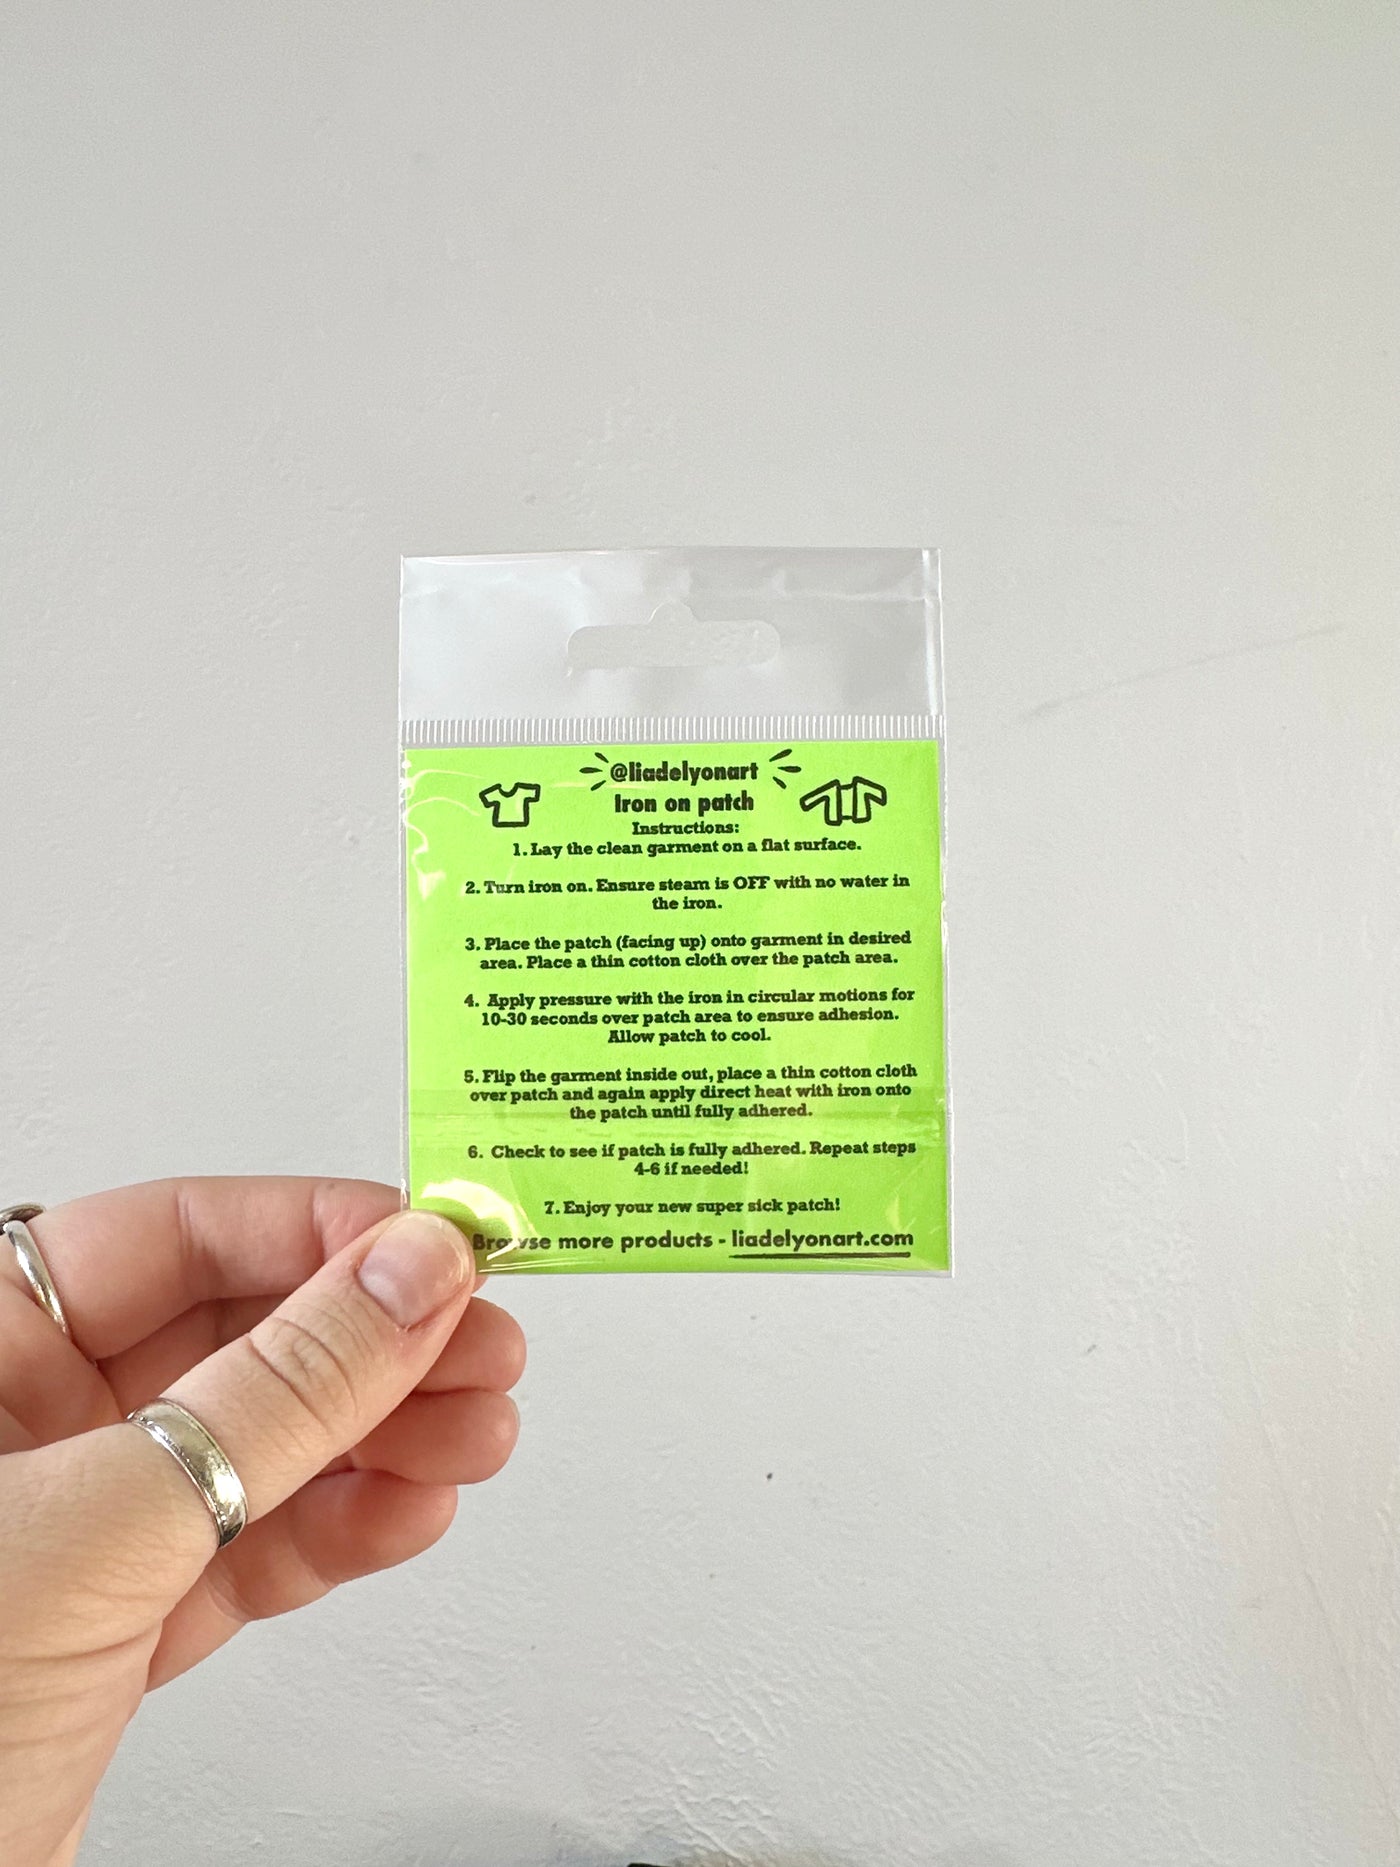 @liadelyonart
Iron on patch
Instructions:
1. Lay the clean garment on a flat surface.
2. Turn iron on. Ensure steam is OFF with no water in
the iron.
3. Place the patch (facing up) onto garment in desired
area. Place a thin cotton cloth over the patch area.
4. Apply pressure with the iron in circular motions for
10-30 seconds over patch area to ensure adhesion.
Allow patch to cool.
5. Flip the garment inside out, place a thin cotton cloth
over patch and again apply direct heat with iron onto
the patch until fully adhered.
6. Check to see if patch is fully adhered. Repeat steps
4-6 if needed!
7. Enjoy your new super sick patch!
Browse more products - liadelyonart.com